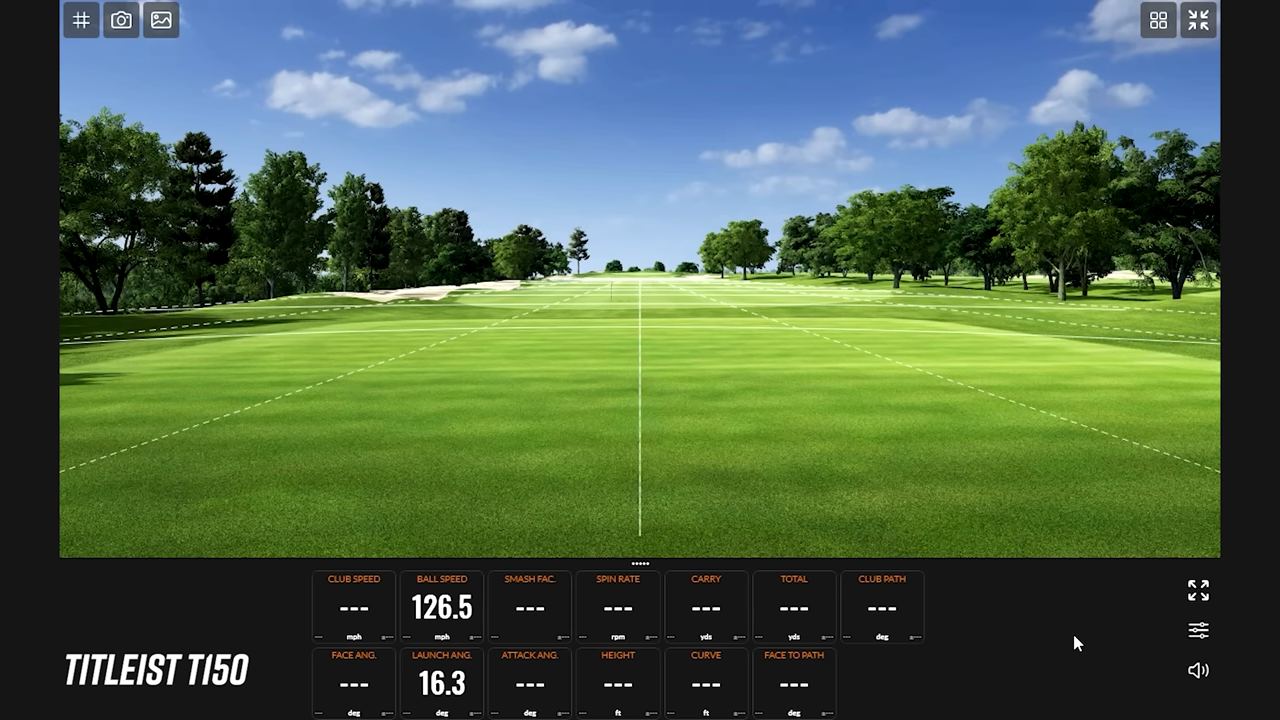 CLUB SPEED BALL SPEED SMASH FAC. SPIN RATE CARRY TOTAL CLUB PATH
--- 126.5 --- --- --- --- ---
--- mph ±--- --- mph ±--- --- ±--- --- rpm ±--- --- yds ±--- --- yds ±--- --- deg ±---
FACE ANG. LAUNCH ANG. ATTACK ANG. HEIGHT CURVE FACE TO PATH
--- 16.3 --- --- --- ---
--- deg ±--- --- deg ±--- --- deg ±--- --- ft ±--- --- ft ±--- --- deg ±---
TITLEIST T150